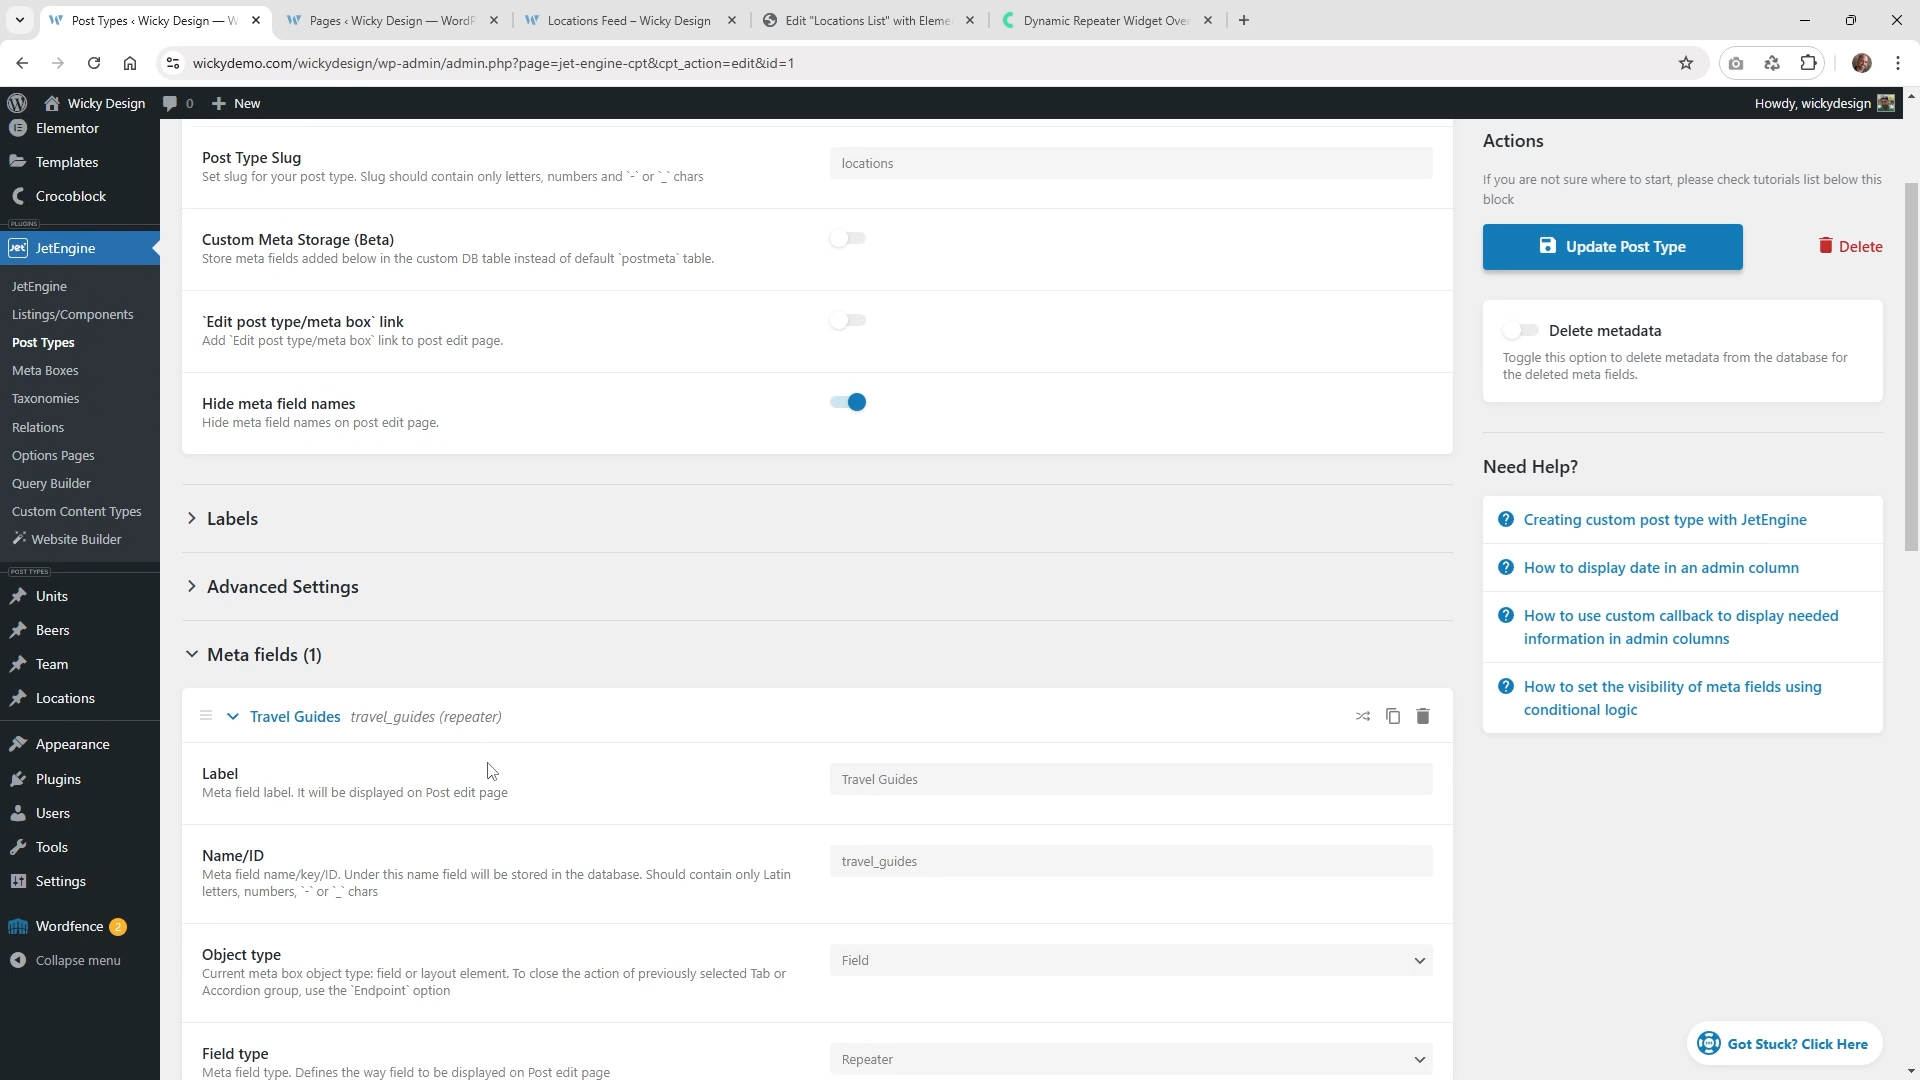 Post Types ‹ Wicky Design — W
Pages ‹ Wicky Design — WordP
Locations Feed – Wicky Design
Edit "Locations List" with Eleme
Dynamic Repeater Widget Over
wickydemo.com/wickydesign/wp-admin/admin.php?page=jet-engine-cpt&cpt_action=edit&id=1
Wicky Design
0
New
Howdy, wickydesign
Elementor
Templates
Crocoblock
PLUGINS
Jet
JetEngine
JetEngine
Listings/Components
Post Types
Meta Boxes
Taxonomies
Relations
Options Pages
Query Builder
Custom Content Types
Website Builder
POST TYPES
Units
Beers
Team
Locations
Appearance
Plugins
Users
Tools
Settings
Wordfence 2
Collapse menu
Post Type Slug
Set slug for your post type. Slug should contain only letters, numbers and `-` or `_` chars
locations
Custom Meta Storage (Beta)
Store meta fields added below in the custom DB table instead of default `postmeta` table.
`Edit post type/meta box` link
Add `Edit post type/meta box` link to post edit page.
Hide meta field names
Hide meta field names on post edit page.
Labels
Advanced Settings
Meta fields (1)
Travel Guides travel_guides (repeater)
Label
Meta field label. It will be displayed on Post edit page
Travel Guides
Name/ID
Meta field name/key/ID. Under this name field will be stored in the database. Should contain only Latin
letters, numbers, `-` or `_` chars
travel_guides
Object type
Current meta box object type: field or layout element. To close the action of previously selected Tab or
Accordion group, use the `Endpoint` option
Field
Field type
Meta field type. Defines the way field to be displayed on Post edit page
Repeater
Actions
If you are not sure where to start, please check tutorials list below this
block
Update Post Type
Delete
Delete metadata
Toggle this option to delete metadata from the database for
the deleted meta fields.
Need Help?
Creating custom post type with JetEngine
How to display date in an admin column
How to use custom callback to display needed
information in admin columns
How to set the visibility of meta fields using
conditional logic
Got Stuck? Click Here